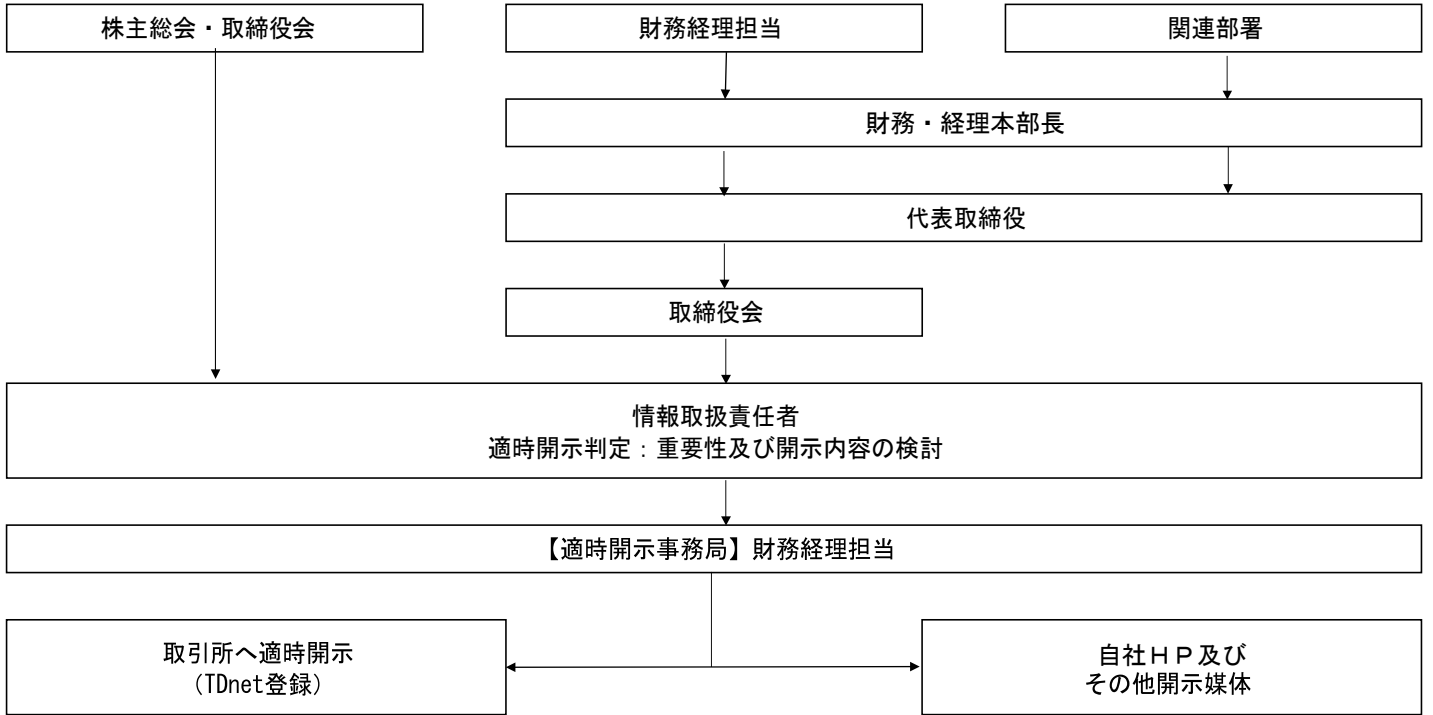 株主総会・取締役会
財務経理担当
関連部署
財務・経理本部長
代表取締役
取締役会
情報取扱責任者
適時開示判定：重要性及び開示内容の検討
【適時開示事務局】財務経理担当
取引所へ適時開示
（TDnet登録）
自社ＨＰ及び
その他開示媒体